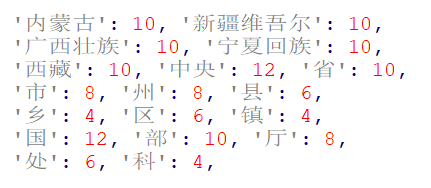 '内蒙古': 10, '新疆维吾尔': 10,
'广西壮族': 10, '宁夏回族': 10,
'西藏': 10, '中央': 12, '省': 10,
'市': 8, '州': 8, '县': 6,
'乡': 4, '区': 6, '镇': 4,
'国': 12, '部': 10, '厅': 8,
'处': 6, '科': 4,